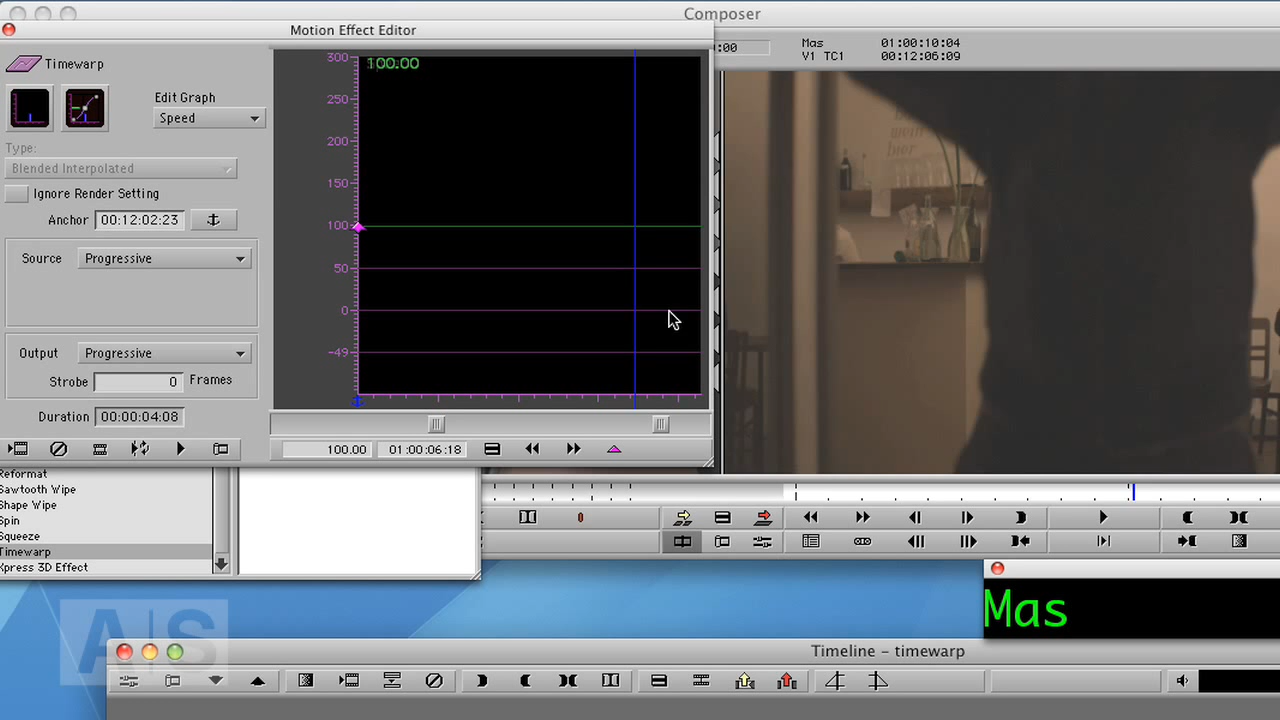 Composer
Motion Effect Editor
Timewarp
Edit Graph
Speed
Type:
Blended Interpolated
Ignore Render Setting
Anchor 00:12:02:23
Source Progressive
Output Progressive
Strobe 0 Frames
Duration 00:00:04:08
100.00
300
250
200
150
100
50
0
-49
100.00 01:00:06:18
:00
Mas 01:00:10:04
V1 TC1 00:12:06:09
wein
bier
Reformat
Sawtooth Wipe
Shape Wipe
Spin
Squeeze
Timewarp
Xpress 3D Effect
Mas
A|S
Timeline - timewarp